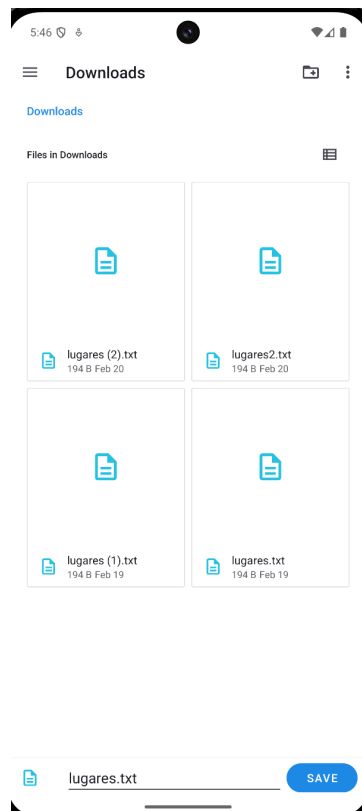 5:46
Downloads
Downloads
Files in Downloads
lugares (2).txt
194 B Feb 20
lugares2.txt
194 B Feb 20
lugares (1).txt
194 B Feb 19
lugares.txt
194 B Feb 19
lugares.txt
SAVE